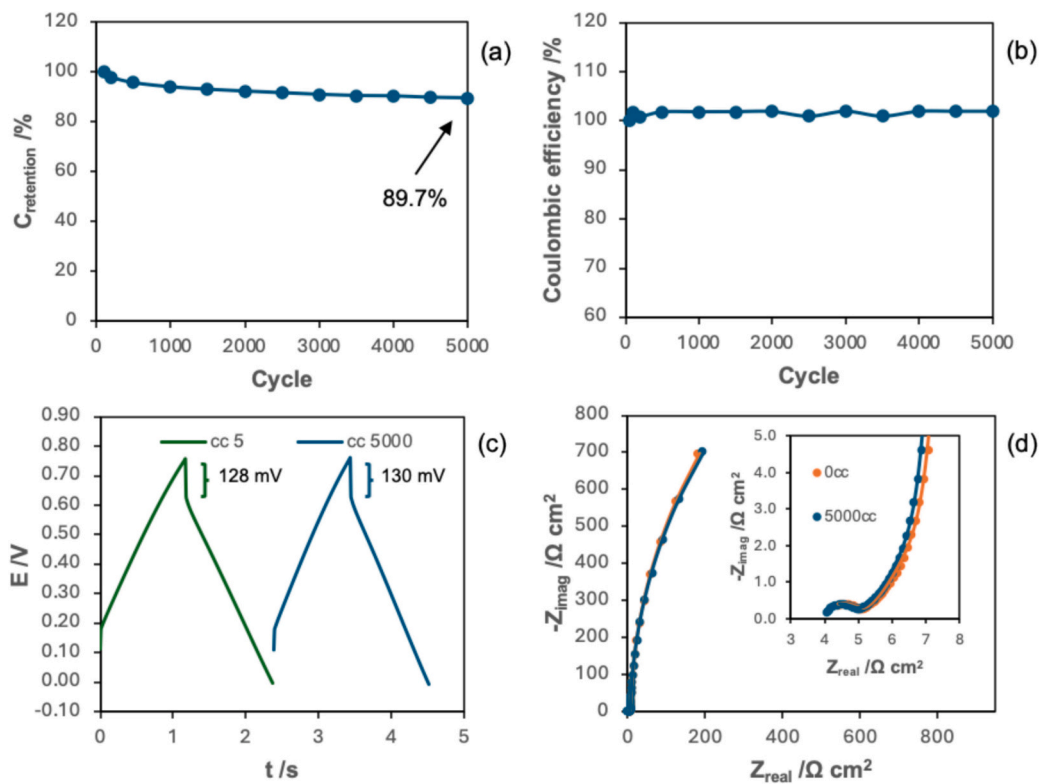 120
100
80
60
40
20
0
C retention /%
(a)
89.7%
0 1000 2000 3000 4000 5000
Cycle
120
110
100
90
80
70
60
Coulombic efficiency /%
(b)
0 1000 2000 3000 4000 5000
Cycle
0.90
0.80
0.70
0.60
0.50
0.40
0.30
0.20
0.10
0.00
-0.10
E /V
cc 5
cc 5000
(c)
128 mV
130 mV
0 1 2 3 4 5
t /s
800
700
600
500
400
300
200
100
0
-Zimag /Ω cm2
(d)
5.0
4.0
3.0
2.0
1.0
0.0
-Zimag /Ω cm2
0cc
5000cc
3 4 5 6 7 8
Zreal /Ω cm2
0 200 400 600 800
Zreal /Ω cm2